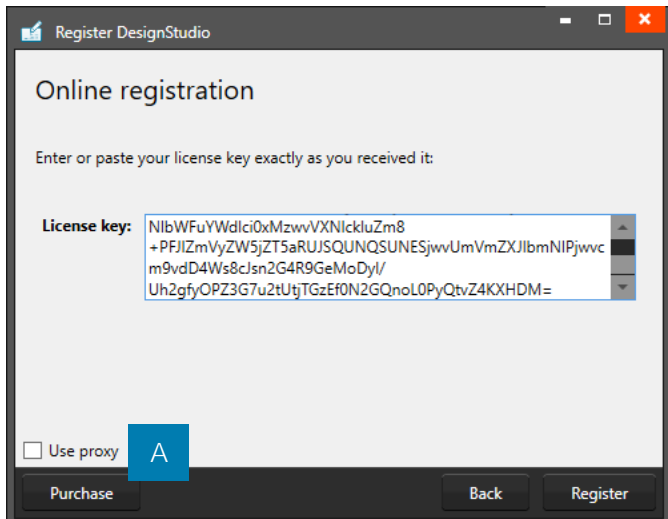 Register DesignStudio
Online registration
Enter or paste your license key exactly as you received it:
License key:
NIbWFuYWdlci0xMzwvVXNlckluZm8
+PFJlZmVyZW5jZT5aRUJSQUNQSUNESjwvUmVmZXJlbmNlPjwvc
m9vdD4Ws8cJsn2G4R9GeMoDyl/
Uh2gfyOPZ3G7u2tUtjTGzEf0N2GQnoL0PyQtvZ4KXHDM=
Use proxy
A
Purchase
Back
Register